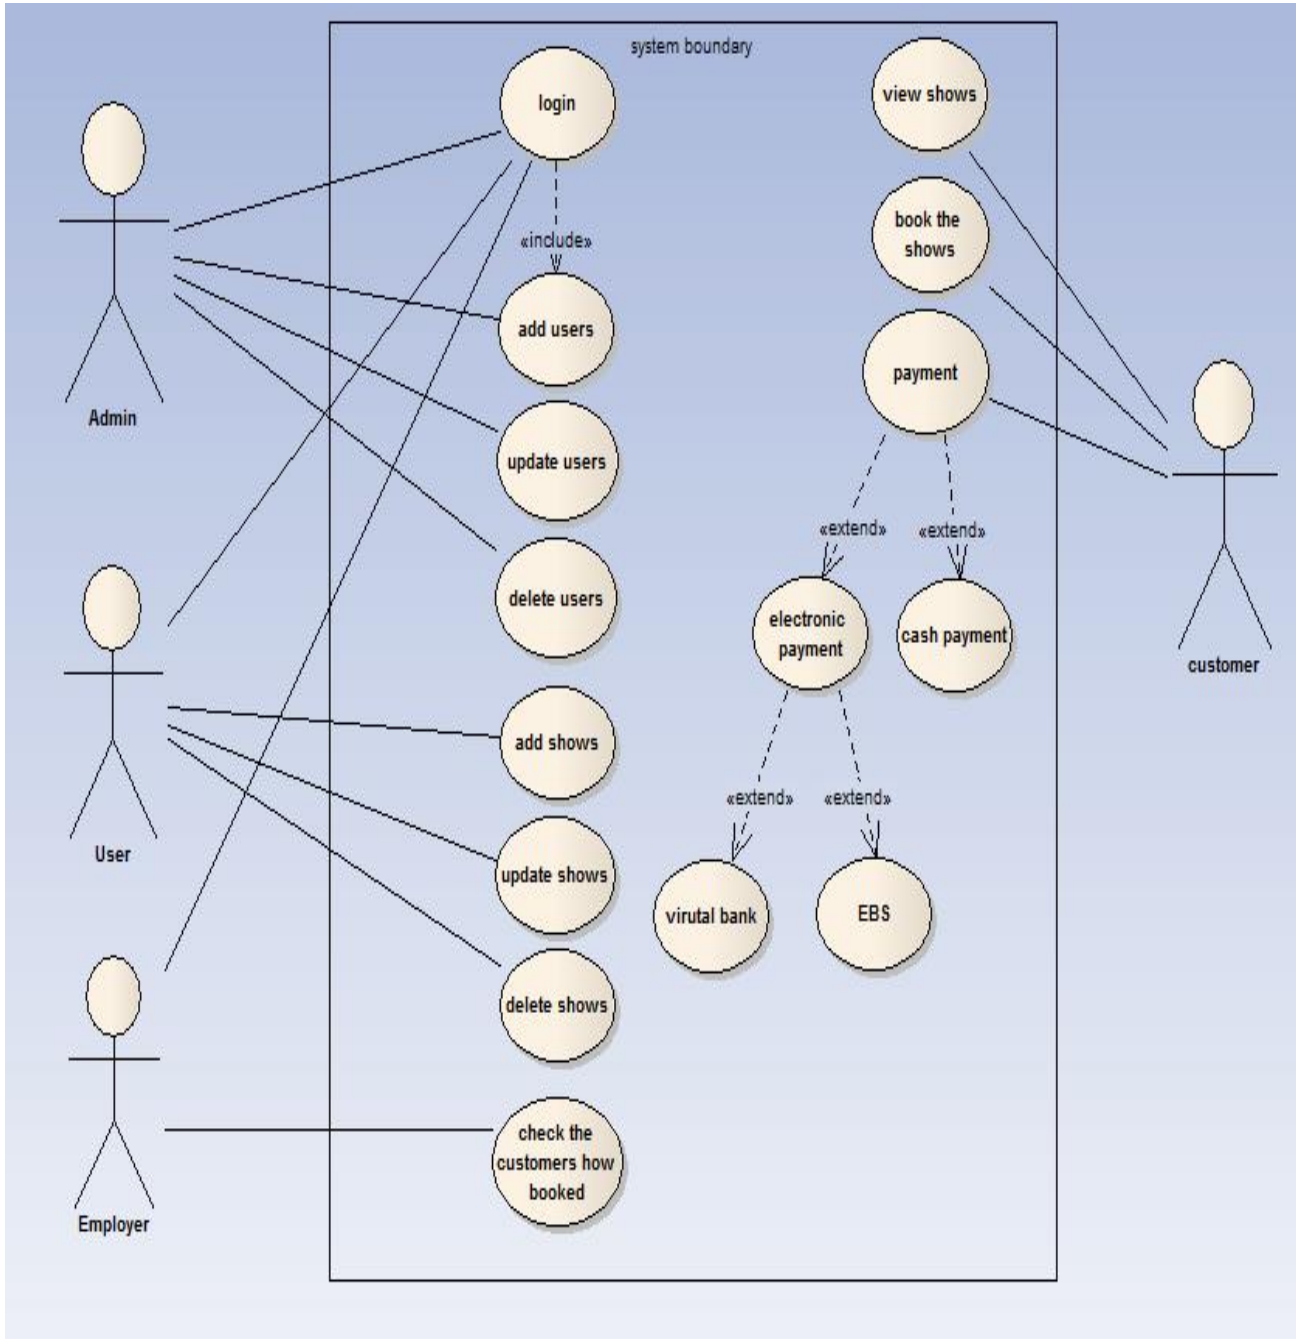 system boundary
login
view shows
book the
shows
«include»
add users
payment
Admin
update users
«extend»
«extend»
delete users
electronic
payment
cash payment
customer
add shows
«extend»
«extend»
User
update shows
virutal bank
EBS
delete shows
check the
customers how
booked
Employer